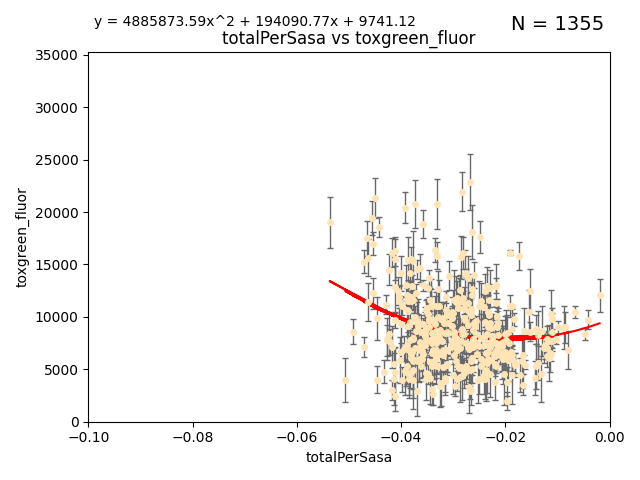 y = 4885873.59x^2 + 194090.77x + 9741.12
N = 1355
totalPerSasa vs toxgreen_fluor
35000
30000
25000
20000
15000
10000
5000
0
toxgreen_fluor
−0.10
−0.08
−0.06
−0.04
−0.02
0.00
totalPerSasa